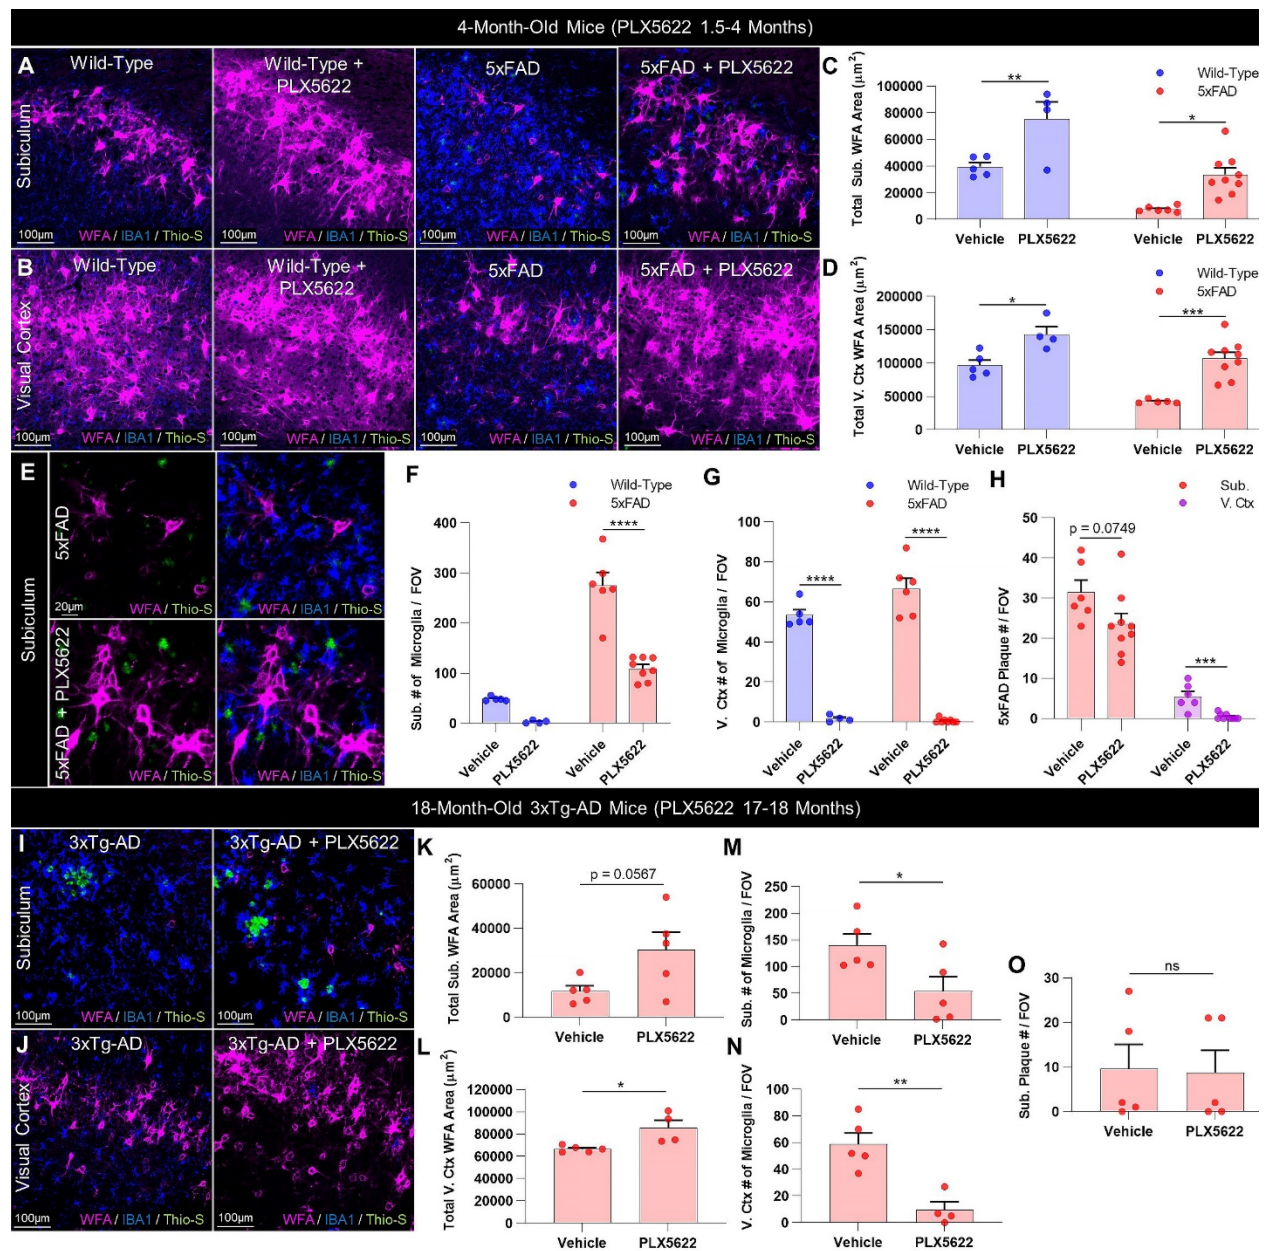 4-Month-Old Mice (PLX5622 1.5-4 Months)
A
Subiculum
Wild-Type
100µm
WFA / IBA1 / Thio-S
Wild-Type +
PLX5622
100µm
WFA / IBA1 / Thio-S
5xFAD
100µm
WFA / IBA1 / Thio-S
5xFAD + PLX5622
100µm
WFA / IBA1 / Thio-S
B
Visual Cortex
Wild-Type
100µm
WFA / IBA1 / Thio-S
Wild-Type +
PLX5622
100µm
WFA / IBA1 / Thio-S
5xFAD
100µm
WFA / IBA1 / Thio-S
5xFAD + PLX5622
100µm
WFA / IBA1 / Thio-S
C
Wild-Type
5xFAD
Total Sub. WFA Area (µm²)
100000
80000
60000
40000
20000
0
**
*
Vehicle PLX5622 Vehicle PLX5622
D
Wild-Type
5xFAD
Total V. Ctx WFA Area (µm²)
200000
150000
100000
50000
0
*
***
Vehicle PLX5622 Vehicle PLX5622
E
Subiculum
5xFAD
20µm
WFA / Thio-S
WFA / IBA1 / Thio-S
5xFAD + PLX5622
WFA / Thio-S
WFA / IBA1 / Thio-S
F
Wild-Type
5xFAD
Sub. # of Microglia / FOV
400
300
200
100
0
****
Vehicle PLX5622 Vehicle PLX5622
G
Wild-Type
5xFAD
V. Ctx # of Microglia / FOV
100
80
60
40
20
0
****
****
Vehicle PLX5622 Vehicle PLX5622
H
Sub.
V. Ctx
5xFAD Plaque # / FOV
50
40
30
20
10
0
p = 0.0749
***
Vehicle PLX5622 Vehicle PLX5622
18-Month-Old 3xTg-AD Mice (PLX5622 17-18 Months)
I
Subiculum
3xTg-AD
100µm
WFA / IBA1 / Thio-S
3xTg-AD + PLX5622
100µm
WFA / IBA1 / Thio-S
J
Visual Cortex
3xTg-AD
100µm
WFA / IBA1 / Thio-S
3xTg-AD + PLX5622
100µm
WFA / IBA1 / Thio-S
K
Total Sub. WFA Area (µm²)
60000
40000
20000
0
p = 0.0567
Vehicle PLX5622
L
Total V. Ctx WFA Area (µm²)
120000
100000
80000
60000
40000
20000
0
*
Vehicle PLX5622
M
Sub. # of Microglia / FOV
250
200
150
100
50
0
*
Vehicle PLX5622
N
V. Ctx # of Microglia / FOV
100
80
60
40
20
0
**
Vehicle PLX5622
O
Sub. Plaque # / FOV
30
20
10
0
ns
Vehicle PLX5622